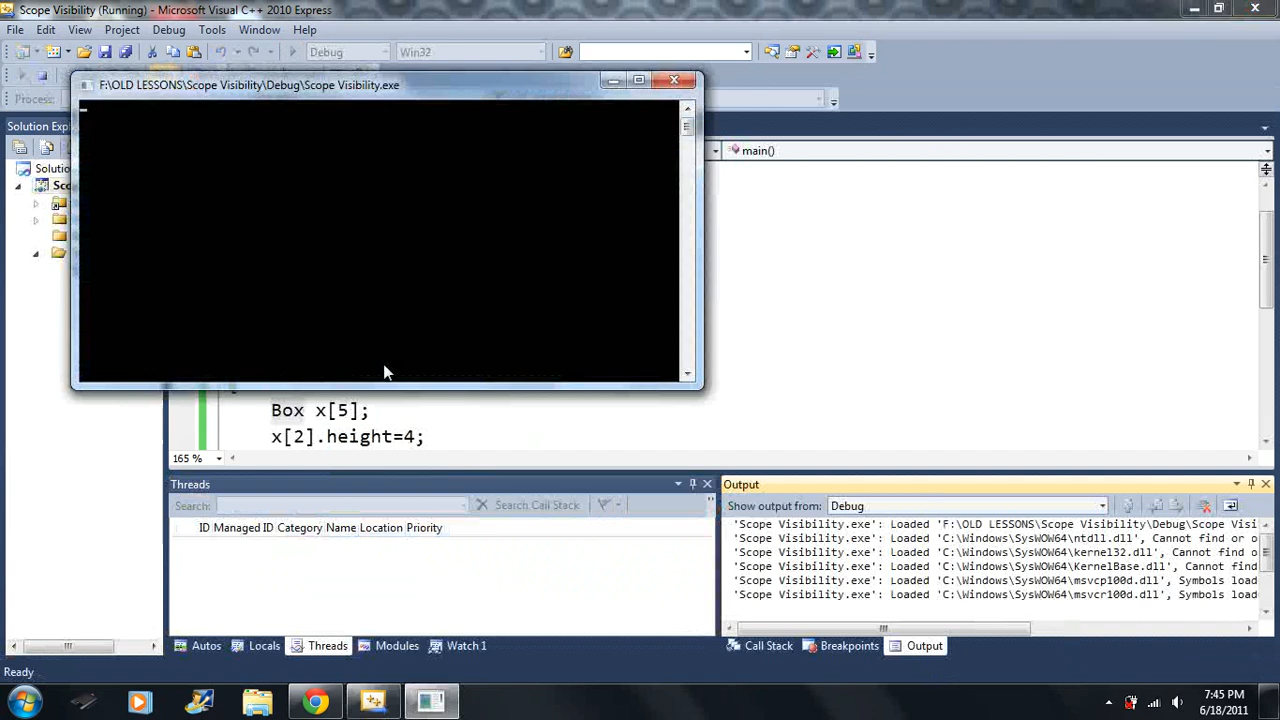 Scope Visibility (Running) - Microsoft Visual C++ 2010 Express
File Edit View Project Debug Tools Window Help
Debug Win32
F:\OLD LESSONS\Scope Visibility\Debug\Scope Visibility.exe
Process:
Solution Exp
main()
Solutio
Sco
Box x[5];
x[2].height=4;
165 %
Threads
Search: Search Call Stack
ID Managed ID Category Name Location Priority
Output
Show output from: Debug
'Scope Visibility.exe': Loaded 'F:\OLD LESSONS\Scope Visibility\Debug\Scope Visi
'Scope Visibility.exe': Loaded 'C:\Windows\SysWOW64\ntdll.dll', Cannot find or o
'Scope Visibility.exe': Loaded 'C:\Windows\SysWOW64\kernel32.dll', Cannot find o
'Scope Visibility.exe': Loaded 'C:\Windows\SysWOW64\KernelBase.dll', Cannot find
'Scope Visibility.exe': Loaded 'C:\Windows\SysWOW64\msvcp100d.dll', Symbols load
'Scope Visibility.exe': Loaded 'C:\Windows\SysWOW64\msvcr100d.dll', Symbols load
Autos Locals Threads Modules Watch 1
Call Stack Breakpoints Output
Ready
7:45 PM
6/18/2011